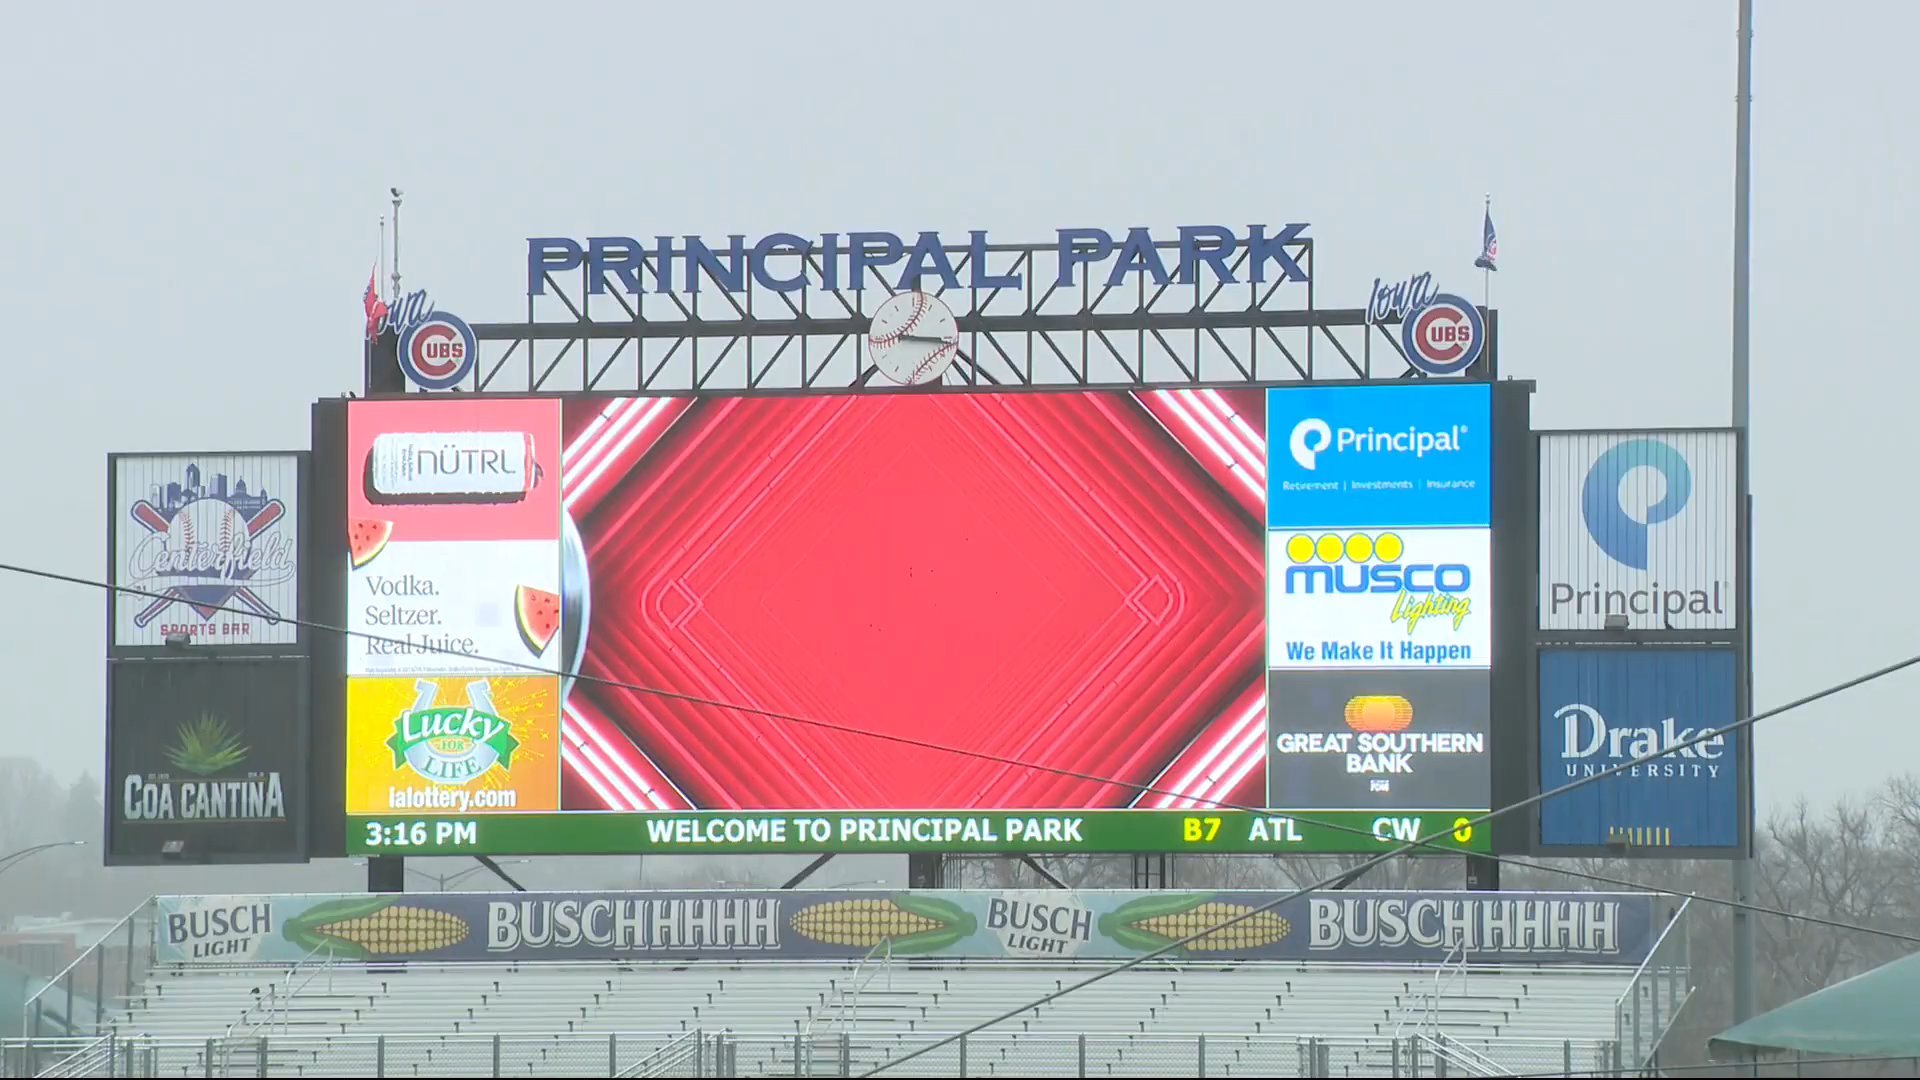 PRINCIPAL PARK
Iowa
CUBS
Iowa
CUBS
NÜTRL
Vodka.
Seltzer.
Real Juice.
Lucky
FOR
LIFE
ialottery.com
Principal®
Retirement | Investments | Insurance
MUSCO
Lighting
We Make It Happen
GREAT SOUTHERN
BANK
3:16 PM WELCOME TO PRINCIPAL PARK B7 ATL CW 0
Centerfield
SPORTS BAR
COA CANTINA
Principal®
Drake
UNIVERSITY
BUSCH
LIGHT
BUSCHHHHH
BUSCH
LIGHT
BUSCHHHHH